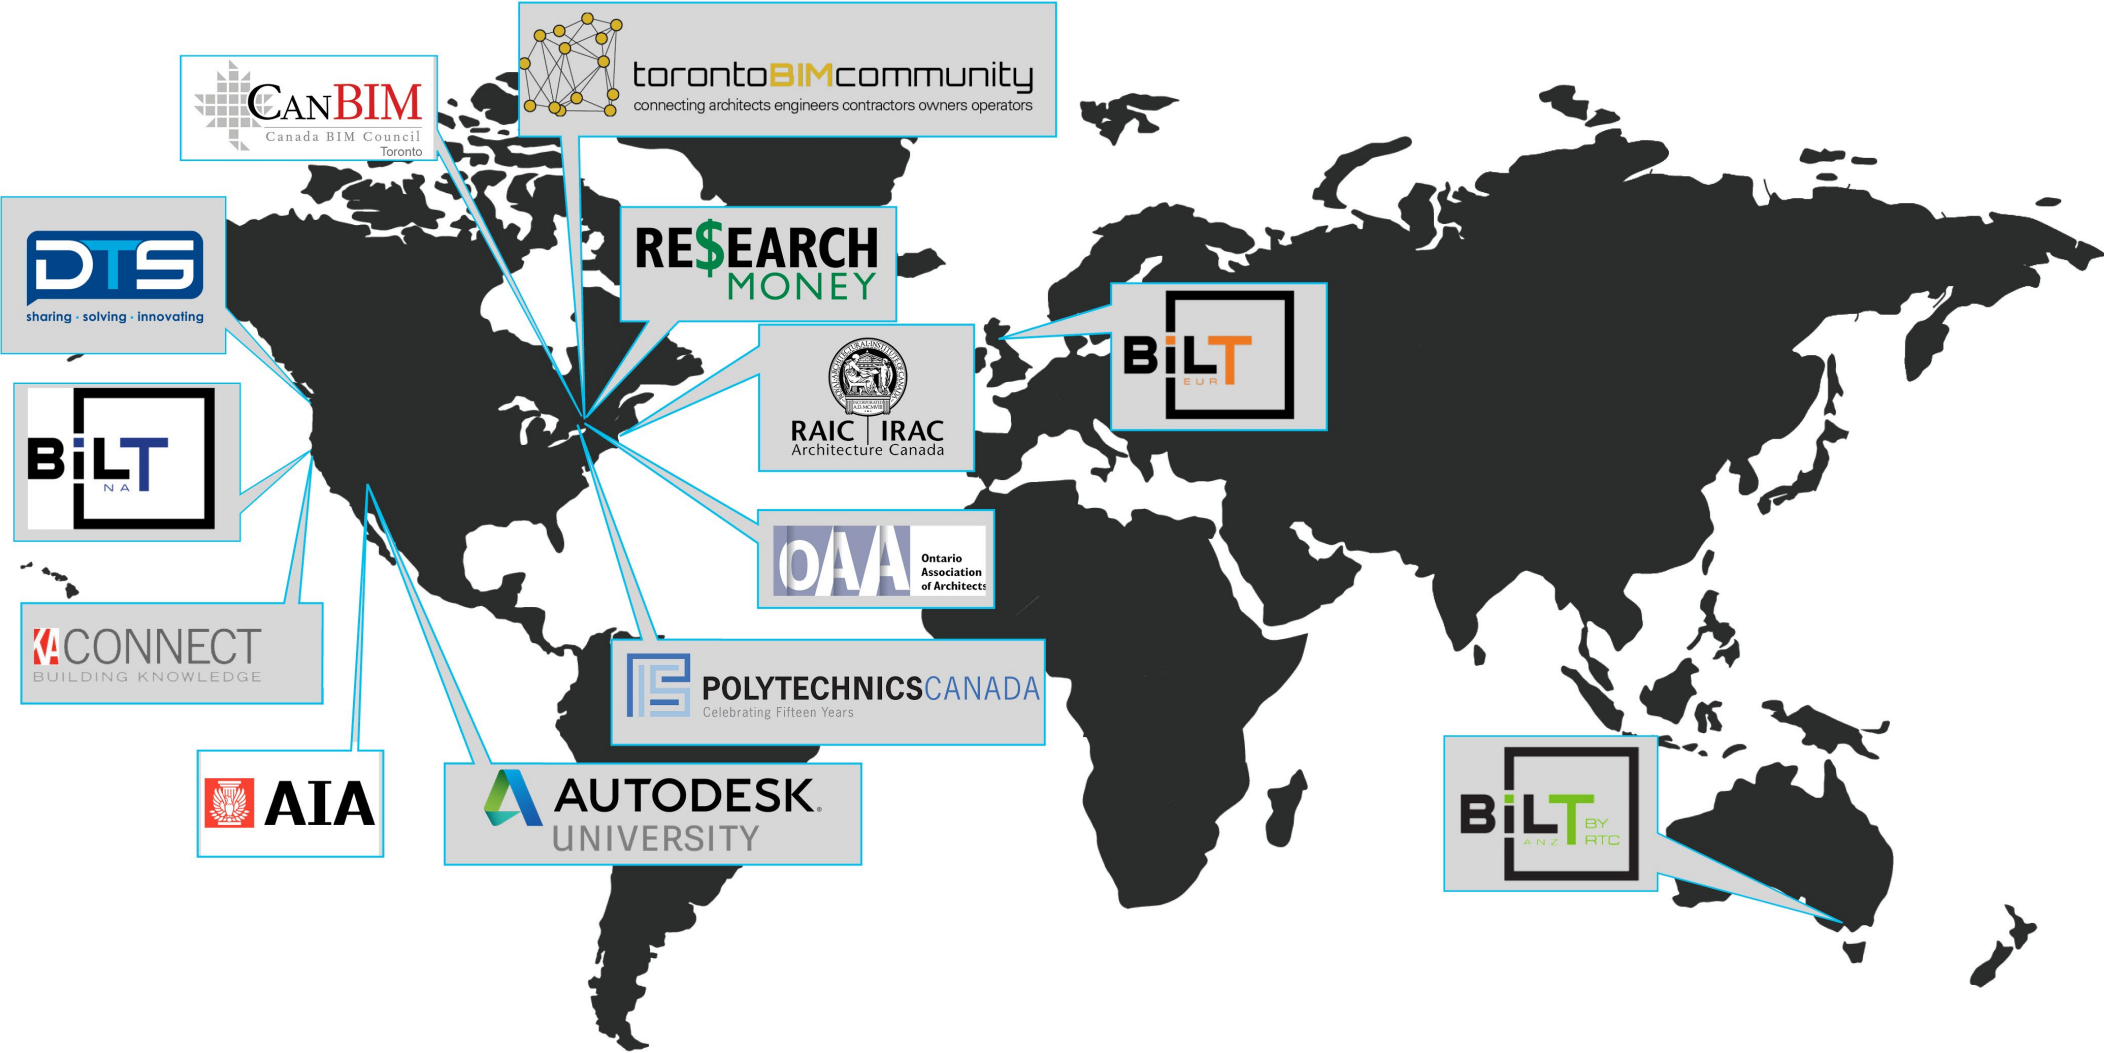 torontoBIMcommunity
connecting architects engineers contractors owners operators
CANBIM
Canada BIM Council
Toronto
DTS
sharing · solving · innovating
RE$EARCH
MONEY
BiLT
EUR
RAIC | IRAC
Architecture Canada
BiLT
NA
OAA
Ontario
Association
of Architects
KA CONNECT
BUILDING KNOWLEDGE
POLYTECHNICSCANADA
Celebrating Fifteen Years
AIA
AUTODESK.
UNIVERSITY
BiLT
BY
ANZ RTC